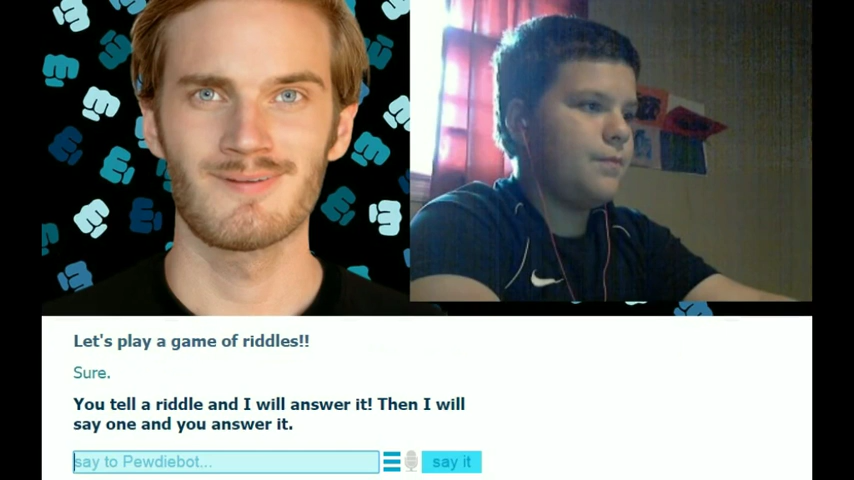 Let's play a game of riddles!!
Sure.
You tell a riddle and I will answer it! Then I will
say one and you answer it.
say to Pewdiebot...
say it